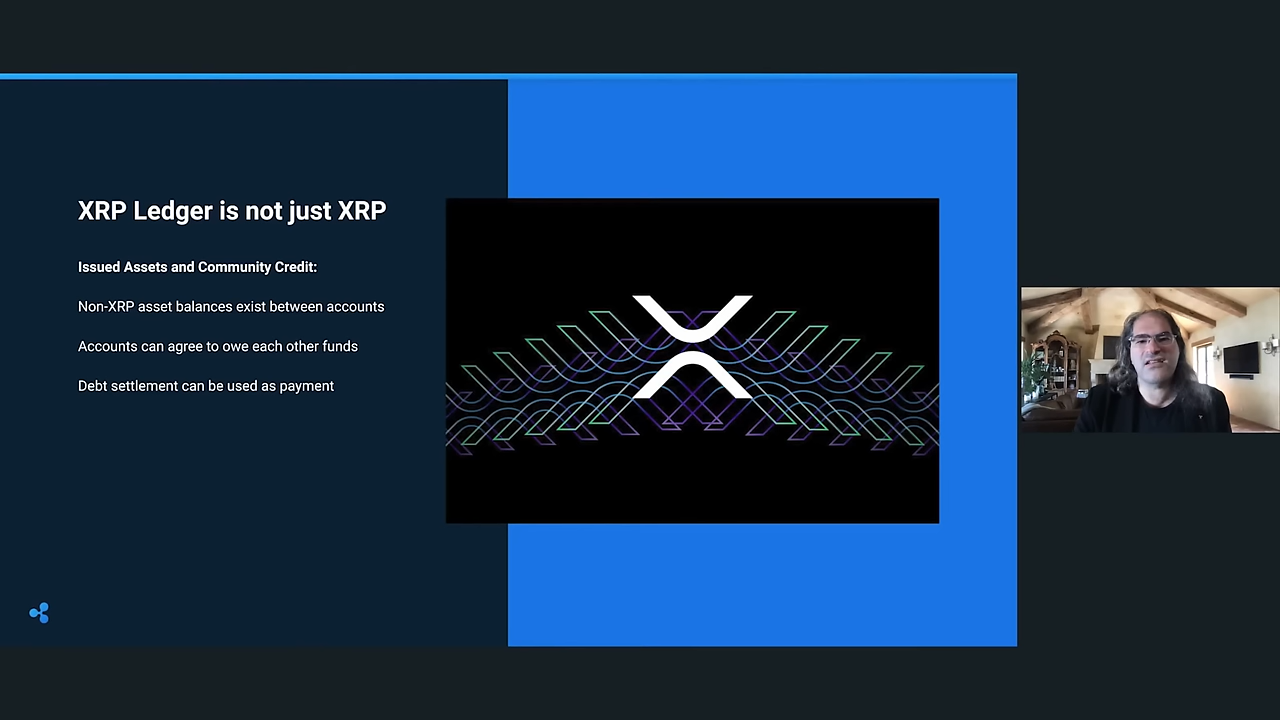 XRP Ledger is not just XRP
Issued Assets and Community Credit:
Non-XRP asset balances exist between accounts
Accounts can agree to owe each other funds
Debt settlement can be used as payment